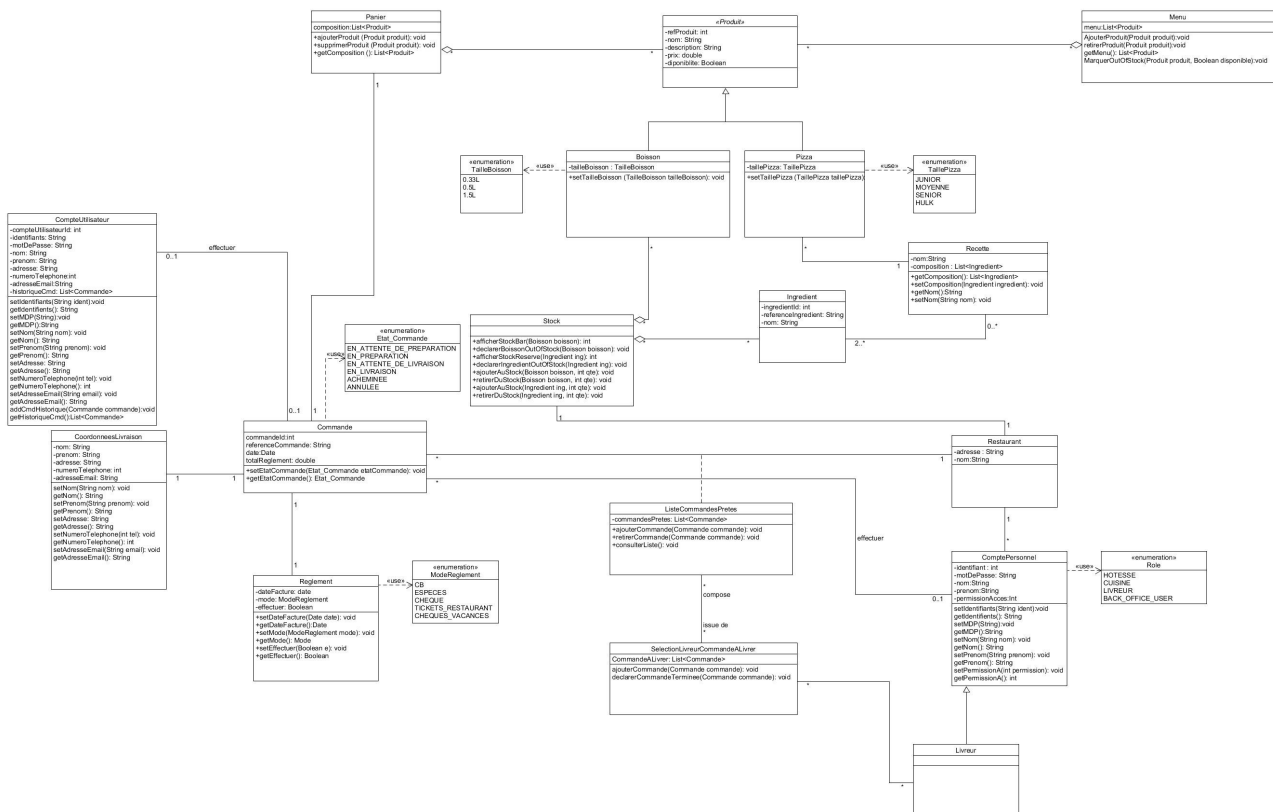 Panier
composition:List<Produit>
+ajouterProduit (Produit produit): void
+supprimerProduit (Produit produit): void
+getComposition (): List<Produit>
*
*
1
1
«Produit»
-refProduit: int
-nom: String
-description: String
-prix: double
-diponiblite: Boolean
*
*
Menu
menu:List<Produit>
AjouterProduit(Produit produit):void
retirerProduit(Produit produit):void
getMenu(): List<Produit>
MarquerOutOfStock(Produit produit, Boolean disponible):void
«enumeration»
TailleBoisson
0.33L
0.5L
1.5L
«use»
Boisson
-tailleBoisson : TailleBoisson
+setTailleBoisson (TailleBoisson tailleBoisson): void
*
Pizza
-taillePizza: TaillePizza
+setTaillePizza (TaillePizza taillePizza):
*
1
«use»
«enumeration»
TaillePizza
JUNIOR
MOYENNE
SENIOR
HULK
CompteUtilisateur
-compteUtilisateurId: int
-identifiants: String
-motDePasse: String
-nom: String
-prenom: String
-adresse: String
-numeroTelephone:int
-adresseEmail:String
-historiqueCmd: List<Commande>
setIdentifiants(String ident):void
getIdentifients(): String
setMDP(String):void
getMDP():String
setNom(String nom): void
getNom(): String
setPrenom(String prenom): void
getPrenom(): String
setAdresse: String
getAdresse(): String
setNumeroTelephone(int tel): void
getNumeroTelephone(): int
setAdresseEmail(String email): void
getAdresseEmail(): String
addCmdHistorique(Commande commande):void
getHistoriqueCmd():List<Commande>
effectuer
0..1
0..1
Recette
-nom:String
-composition : List<Ingredient>
+getComposition(): List<Ingredient>
+setComposition(Ingredient ingredient): void
+getNom():String
+setNom(String nom): void
0..*
2..*
Ingredient
-ingredientId: int
-referenceIngredient: String
-nom: String
*
*
*
Stock
+afficherStockBar(Boisson boisson): int
+declarerBoissonOutOfStock(Boisson boisson): void
+afficherStockReserve(Ingredient ing): int
+declarerIngredientOutOfStock(Ingredient ing): void
+ajouterAuStock(Boisson boisson, int qte): void
+retirerDuStock(Boisson boisson, int qte): void
+ajouterAuStock(Ingredient ing, int qte): void
+retirerDuStock(Ingredient ing, int qte): void
1
1
«enumeration»
Etat_Commande
EN_ATTENTE_DE_PREPARATION
EN_PREPARATION
EN_ATTENTE_DE_LIVRAISON
EN_LIVRAISON
ACHEMINEE
ANNULEE
«use»
Commande
commandeId:int
referenceCommande: String
date:Date
totalReglement: double
+setEtatCommande(Etat_Commande etatCommande): void
+getEtatCommande(): Etat_Commande
*
1
*
Restaurant
-adresse : String
-nom:String
1
*
CoordonneesLivraison
-nom: String
-prenom: String
-adresse: String
-numeroTelephone: int
-adresseEmail: String
setNom(String nom): void
getNom(): String
setPrenom(String prenom): void
getPrenom(): String
setAdresse: String
getAdresse(): String
setNumeroTelephone(int tel): void
getNumeroTelephone(): int
setAdresseEmail(String email): void
getAdresseEmail(): String
1
1
1
1
ListeCommandesPretes
-commandesPretes: List<Commande>
+ajouterCommande(Commande commande): void
+retirerCommande(Commande commande): void
+consulterListe(): void
*
compose
issue de
*
effectuer
0..1
ComptePersonnel
-identifiant : int
-motDePasse: String
-nom:String
-prenom:String
-permissionAcces:Int
setIdentifiants(String ident):void
getIdentifients(): String
setMDP(String):void
getMDP():String
setNom(String nom): void
getNom(): String
setPrenom(String prenom): void
getPrenom(): String
setPermissionA(int permission): void
getPermissionA(): int
«use»
«enumeration»
Role
HOTESSE
CUISINE
LIVREUR
BACK_OFFICE_USER
Reglement
-dateFacture: date
-mode: ModeReglement
-effectuer: Boolean
+setDateFacture(Date date): void
+getDateFacture():Date
+setMode(ModeReglement mode): void
+getMode(): Mode
+setEffectuer(Boolean e): void
+getEffectuer(): Boolean
«use»
«enumeration»
ModeReglement
CB
ESPECES
CHEQUE
TICKETS_RESTAURANT
CHEQUES_VACANCES
SelectionLivreurCommandeALivrer
CommandeALivrer: List<Commande>
ajouterCommande(Commande commande): void
declarerCommandeTerminee(Commande commande): void
*
*
Livreur